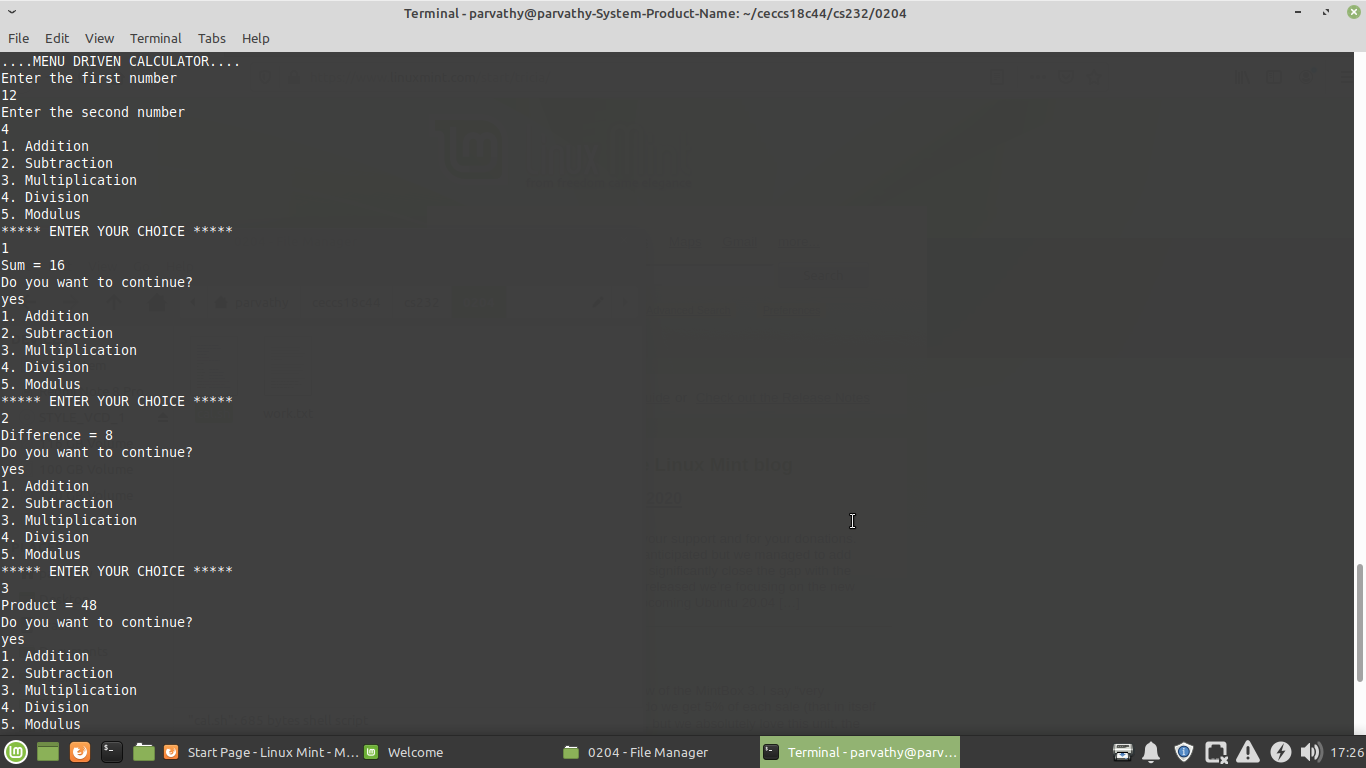 Terminal - parvathy@parvathy-System-Product-Name: ~/ceccs18c44/cs232/0204
File Edit View Terminal Tabs Help
....MENU DRIVEN CALCULATOR....
Enter the first number
12
Enter the second number
4
1. Addition
2. Subtraction
3. Multiplication
4. Division
5. Modulus
***** ENTER YOUR CHOICE *****
1
Sum = 16
Do you want to continue?
yes
1. Addition
2. Subtraction
3. Multiplication
4. Division
5. Modulus
***** ENTER YOUR CHOICE *****
2
Difference = 8
Do you want to continue?
yes
1. Addition
2. Subtraction
3. Multiplication
4. Division
5. Modulus
***** ENTER YOUR CHOICE *****
3
Product = 48
Do you want to continue?
yes
1. Addition
2. Subtraction
3. Multiplication
4. Division
5. Modulus
Start Page - Linux Mint - M... Welcome 0204 - File Manager Terminal - parvathy@parv... 17:26